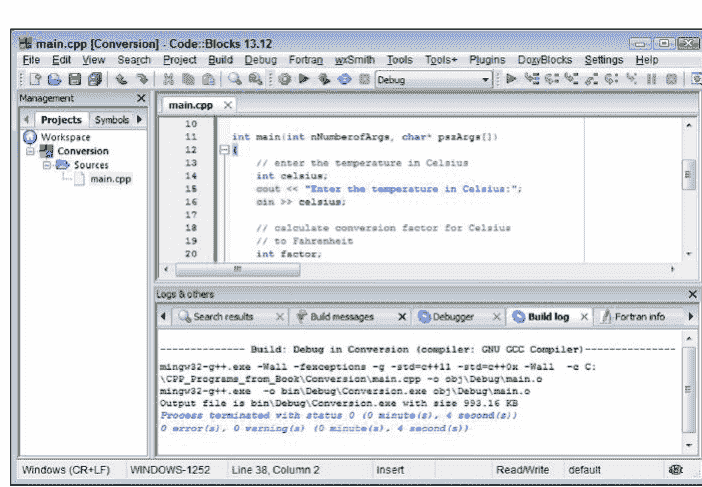 main.cpp [Conversion] - Code::Blocks 13.12
File Edit View Search Project Build Debug Fortran wxSmith Tools Tools+ Plugins DoxyBlocks Settings Help
Debug
Management
main.cpp
Projects Symbols
Workspace
Conversion
Sources
main.cpp
10
11 int main(int nNumberofArgs, char* pszArgs[])
12 {
13 // enter the temperature in Celsius
14 int celsius;
15 cout << "Enter the temperature in Celsius:";
16 cin >> celsius;
17
18 // calculate conversion factor for Celsius
19 // to Fahrenheit
20 int factor;
Logs & others
Search results Build messages Debugger Build log Fortran info
-------------- Build: Debug in Conversion (compiler: GNU GCC Compiler)---------------
mingw32-g++.exe -Wall -fexceptions -g -std=c++11 -std=c++0x -Wall -c C:
\CPP_Programs_from_Book\Conversion\main.cpp -o obj\Debug\main.o
mingw32-g++.exe -o bin\Debug\Conversion.exe obj\Debug\main.o
Output file is bin\Debug\Conversion.exe with size 993.16 KB
Process terminated with status 0 (0 minute(s), 4 second(s))
0 error(s), 0 warning(s) (0 minute(s), 4 second(s))
Windows (CR+LF) WINDOWS-1252 Line 38, Column 2 Insert Read/Write default